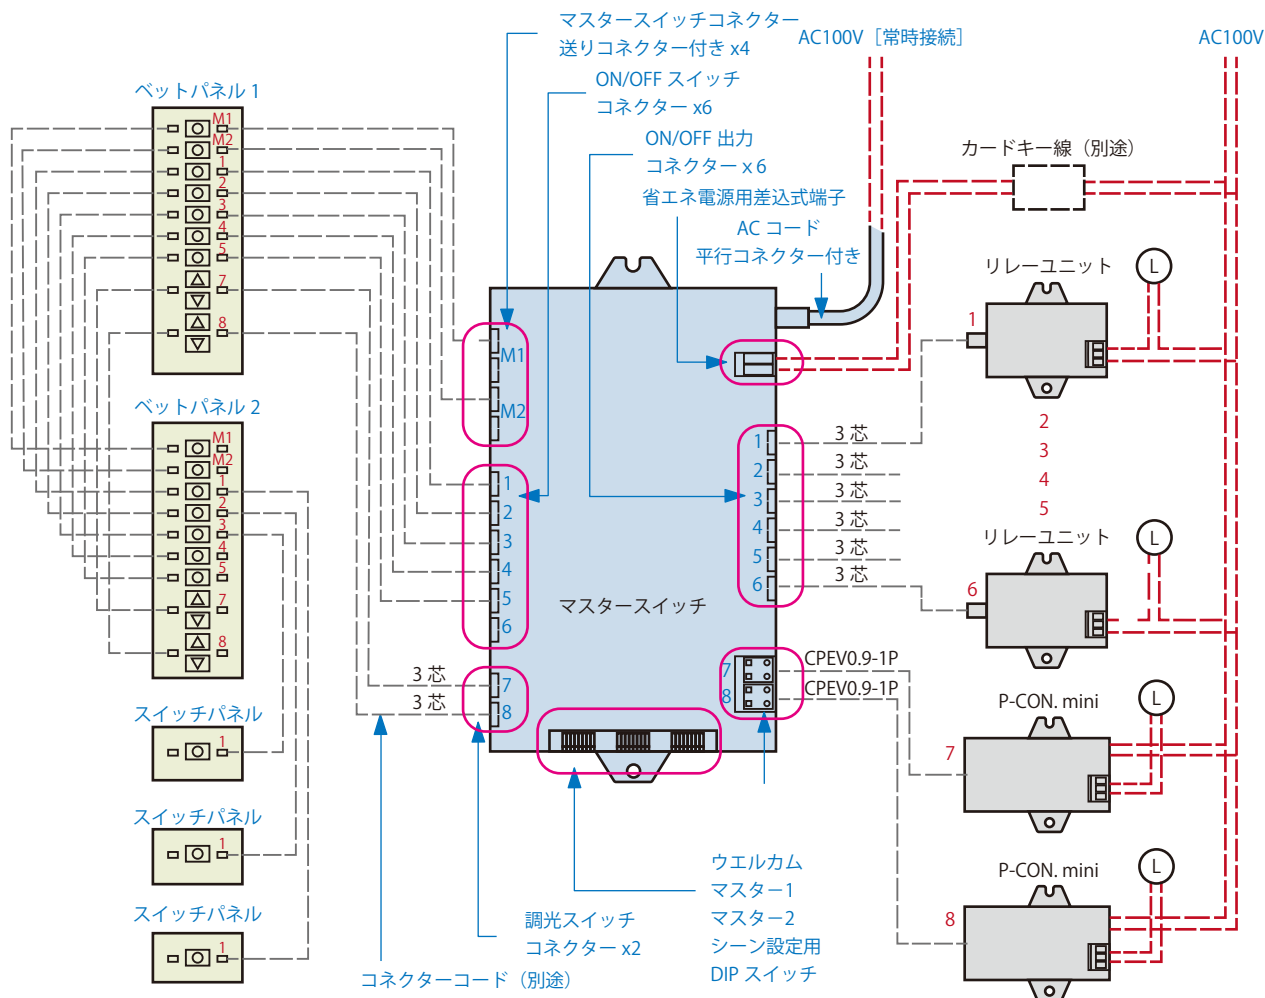 マスタースイッチコネクター
送りコネクター付き x4
ON/OFF スイッチ
コネクター x6
ON/OFF 出力
コネクター x 6
省エネ電源用差込式端子
AC コード
平行コネクター付き
AC100V［常時接続］
AC100V
カードキー線（別途）
ベットパネル 1
M1
M2
1
2
3
4
5
7
8
ベットパネル 2
M1
M2
1
2
3
4
5
7
8
スイッチパネル
1
スイッチパネル
1
スイッチパネル
1
M1
M2
1
2
3
4
5
6
7
8
3 芯
3 芯
マスタースイッチ
1
2
3
4
5
6
7
8
3 芯
3 芯
3 芯
3 芯
3 芯
3 芯
CPEV0.9-1P
CPEV0.9-1P
リレーユニット
L
1
2
3
4
5
リレーユニット
L
6
P-CON. mini
L
7
P-CON. mini
L
8
ウエルカム
マスター1
マスター2
シーン設定用
DIP スイッチ
調光スイッチ
コネクター x2
コネクターコード（別途）